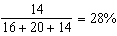 14
16 + 20 + 14
= 28%